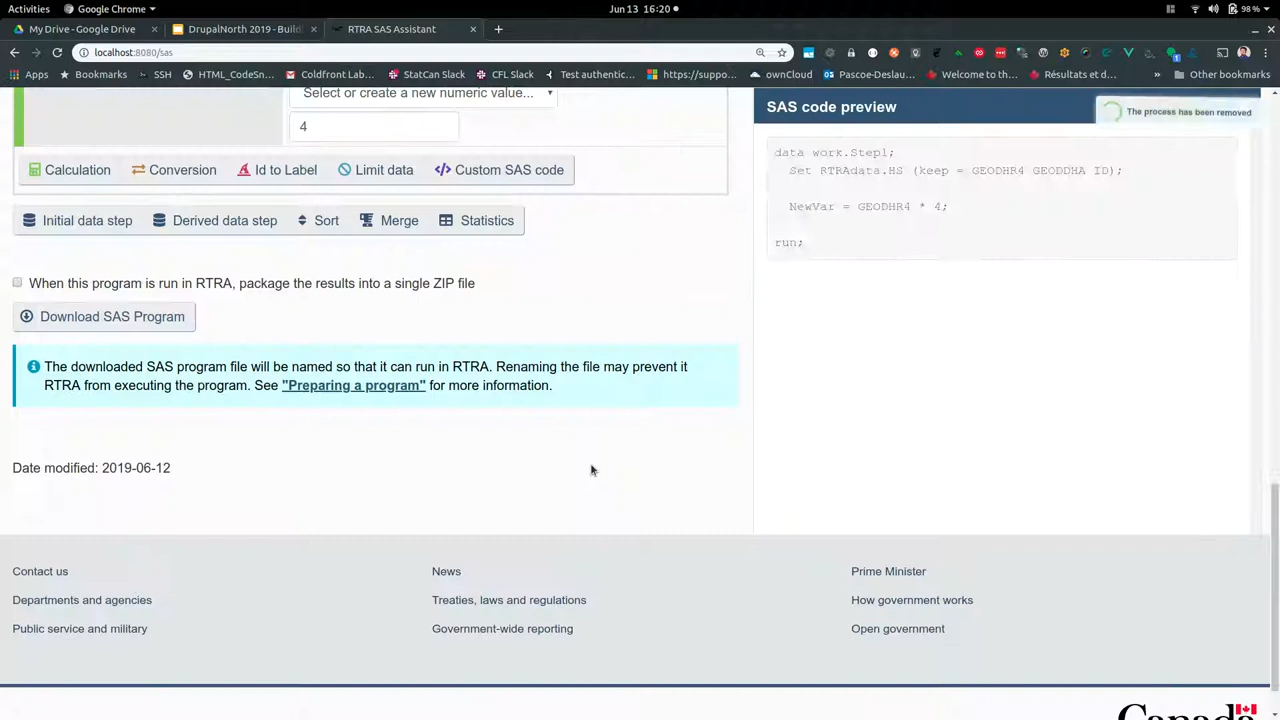 Activities Google Chrome Jun 13 16:20 98%
My Drive - Google Drive DrupalNorth 2019 - Build RTRA SAS Assistant
localhost:8080/sas
Apps Bookmarks SSH HTML_CodeSn... Coldfront Lab... StatCan Slack CFL Slack Test authentic... https://suppo... ownCloud Pascoe-Deslau... Welcome to th... Résultats et d... » Other bookmarks
Select or create a new numeric value...
4
Calculation Conversion Id to Label Limit data Custom SAS code
Initial data step Derived data step Sort Merge Statistics
When this program is run in RTRA, package the results into a single ZIP file
Download SAS Program
The downloaded SAS program file will be named so that it can run in RTRA. Renaming the file may prevent it
RTRA from executing the program. See "Preparing a program" for more information.
Date modified: 2019-06-12
SAS code preview
The process has been removed
data work.Step1;
Set RTRAdata.HS (keep = GEODHR4 GEODDHA ID);
NewVar = GEODHR4 * 4;
run;
Contact us News Prime Minister
Departments and agencies Treaties, laws and regulations How government works
Public service and military Government-wide reporting Open government
Canada